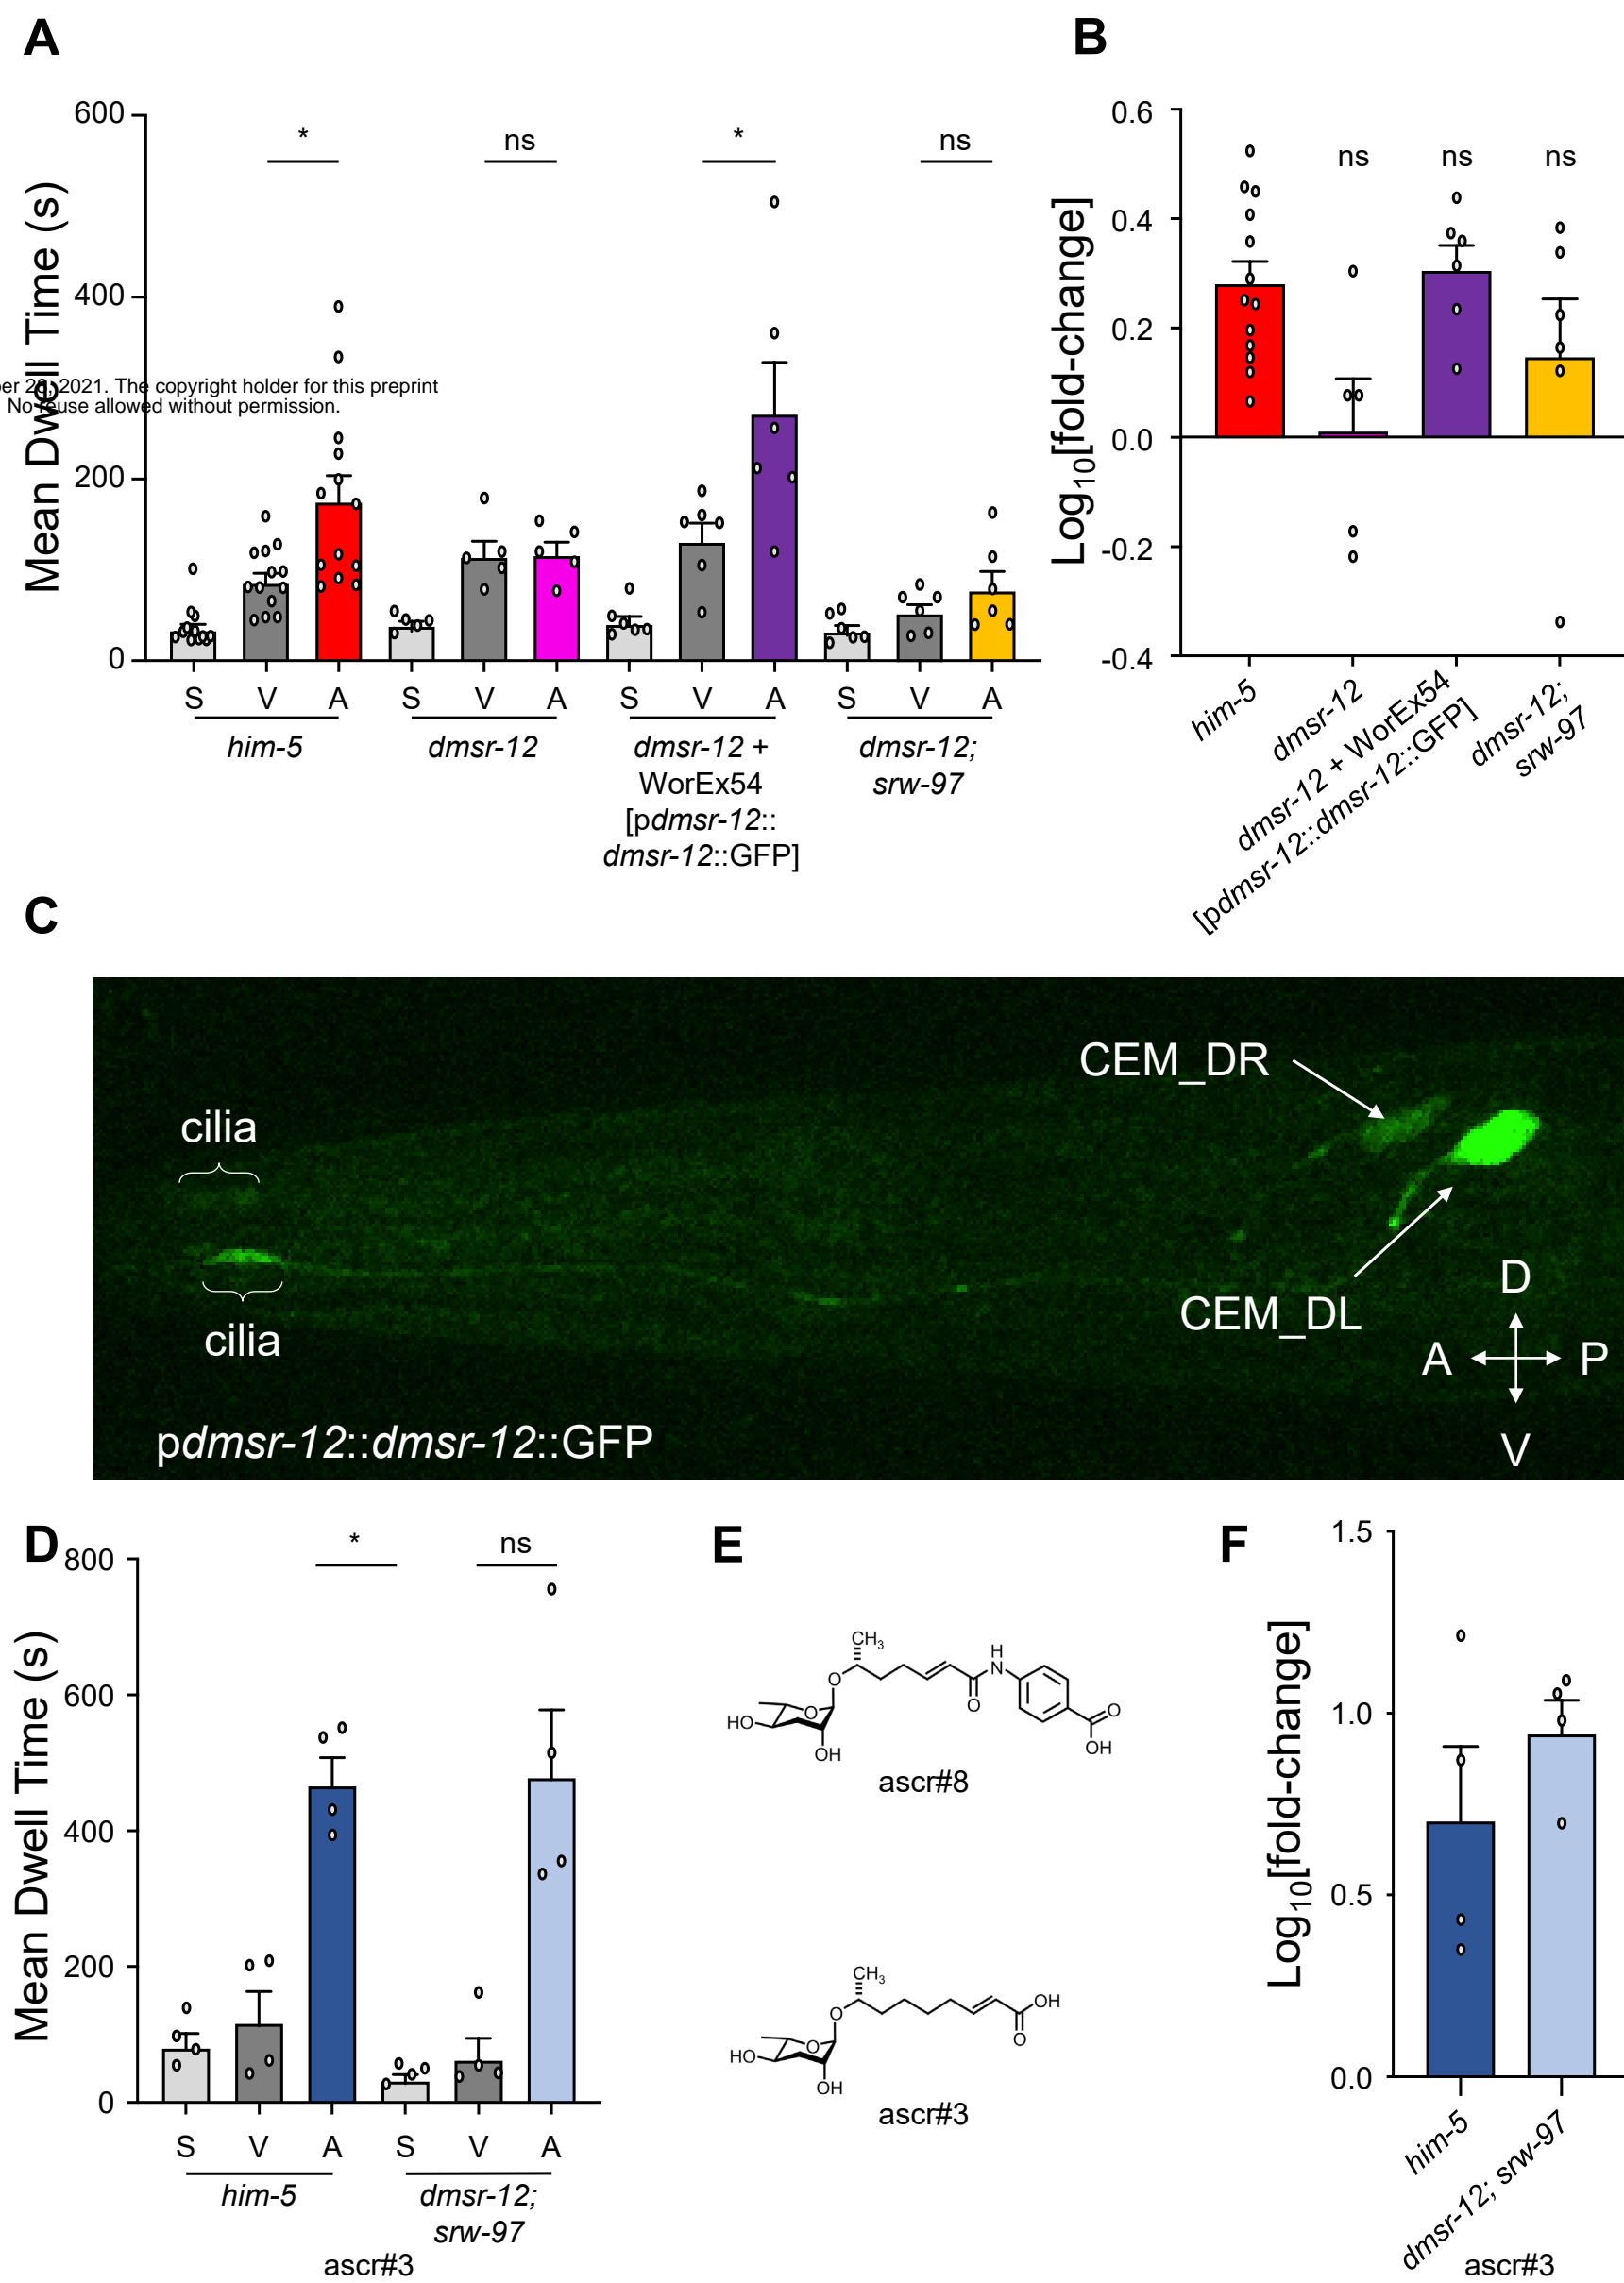 A
Mean Dwell Time (s)
600
400
200
0
*
ns
*
ns
er 28, 2021. The copyright holder for this preprint
No reuse allowed without permission.
S V A S V A S V A S V A
him-5
dmsr-12
dmsr-12 +
WorEx54
[pdmsr-12::
dmsr-12::GFP]
dmsr-12;
srw-97
B
Log10[fold-change]
0.6
0.4
0.2
0.0
-0.2
-0.4
ns
ns
ns
him-5
dmsr-12
dmsr-12 + WorEx54
[pdmsr-12::dmsr-12::GFP]
dmsr-12;
srw-97
C
cilia
cilia
CEM_DR
CEM_DL
D
A P
V
pdmsr-12::dmsr-12::GFP
D
Mean Dwell Time (s)
800
600
400
200
0
*
ns
S V A S V A
him-5
dmsr-12;
srw-97
ascr#3
E
CH3
O
H
N
O
O
O
HO
OH
OH
ascr#8
CH3
O
OH
O
O
HO
OH
ascr#3
F
Log10[fold-change]
1.5
1.0
0.5
0.0
him-5
dmsr-12; srw-97
ascr#3